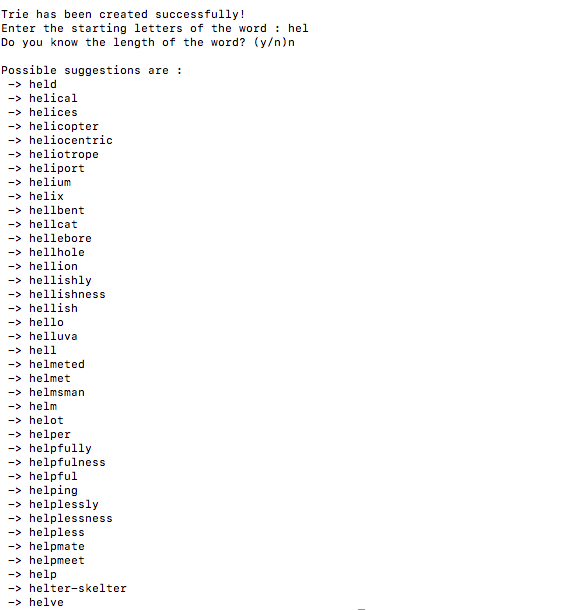 Trie has been created successfully!
Enter the starting letters of the word : hel
Do you know the length of the word? (y/n)n
Possible suggestions are :
-> held
-> helical
-> helices
-> helicopter
-> heliocentric
-> heliotrope
-> heliport
-> helium
-> helix
-> hellbent
-> hellcat
-> hellebore
-> hellhole
-> hellion
-> hellishly
-> hellishness
-> hellish
-> hello
-> helluva
-> hell
-> helmeted
-> helmet
-> helmsman
-> helm
-> helot
-> helper
-> helpfully
-> helpfulness
-> helpful
-> helping
-> helplessly
-> helplessness
-> helpless
-> helpmate
-> helpmeet
-> help
-> helter-skelter
-> helve